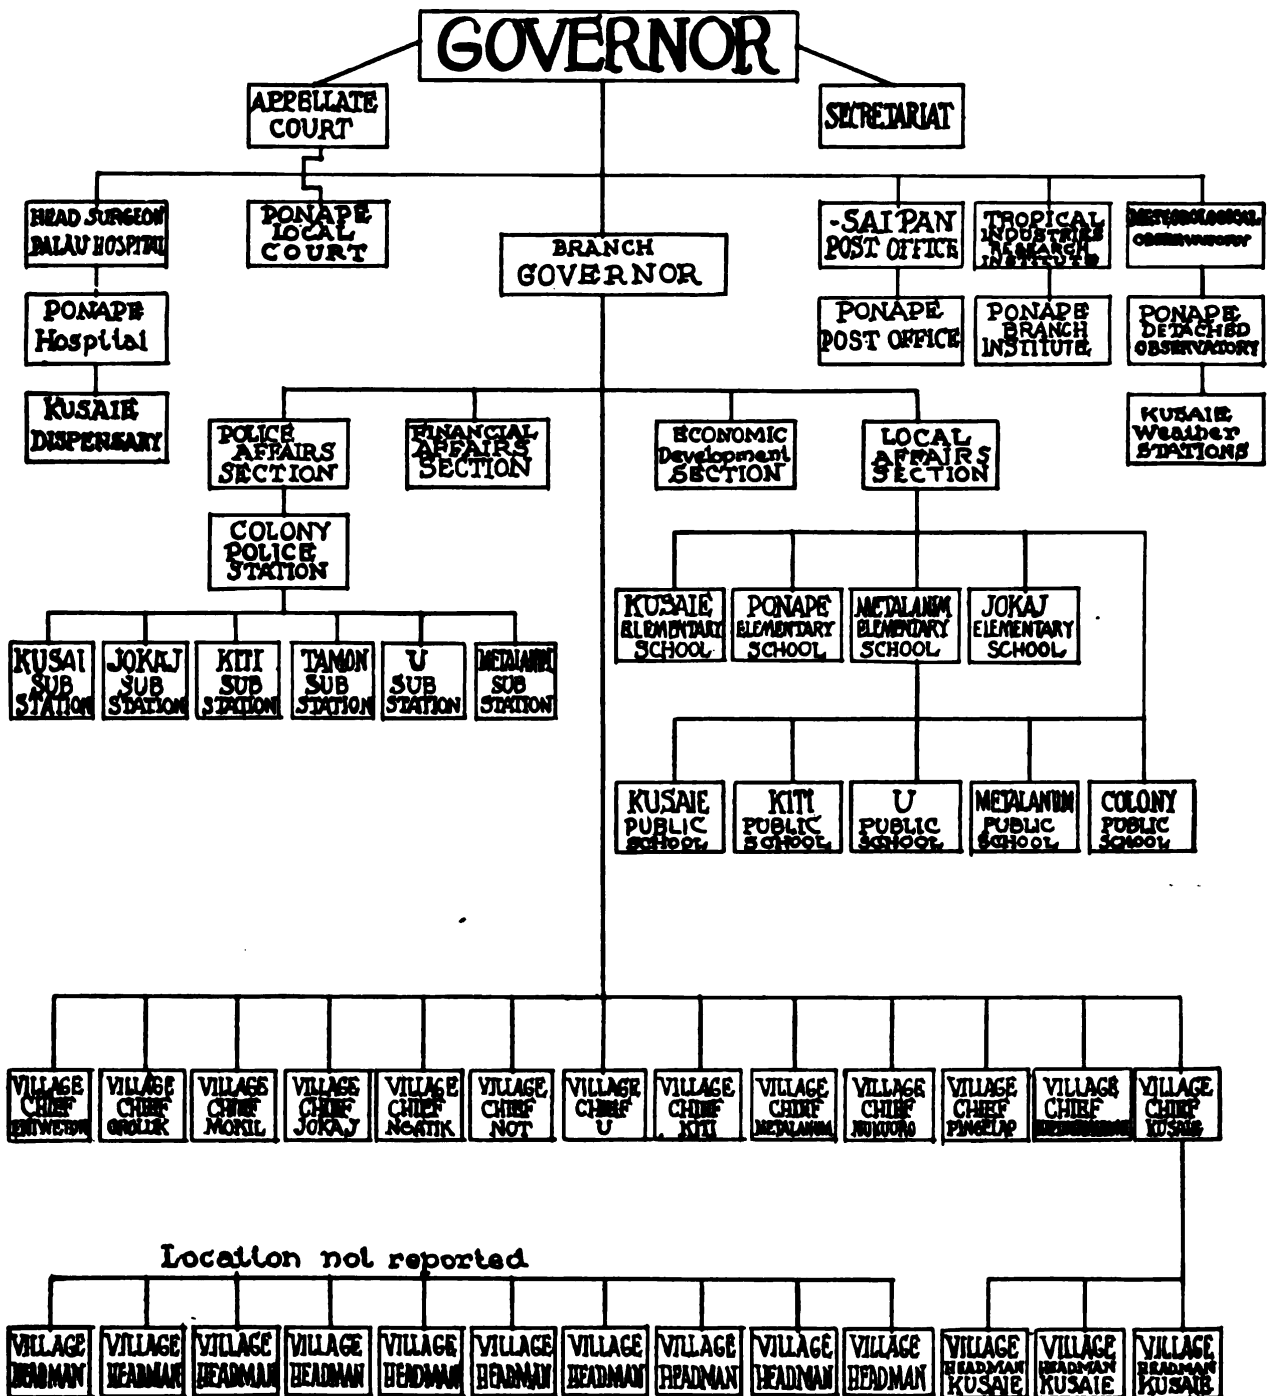 GOVERNOR
APPELLATE
COURT
SECRETARIAT
HEAD SURGEON
PALAU HOSPITAL
PONAPE
LOCAL
COURT
BRANCH
GOVERNOR
-SAIPAN
POST OFFICE
TROPICAL
INDUSTRIES
RESEARCH
INSTITUTE
METEOROLOGICAL
OBSERVATORY
PONAPE
Hospital
PONAPE
POST OFFICE
PONAPE
BRANCH
INSTITUTE
PONAPE
DETACHED
OBSERVATORY
KUSAIE
DISPENSARY
KUSAIE
Weather
STATIONS
POLICE
AFFAIRS
SECTION
FINANCIAL
AFFAIRS
SECTION
ECONOMIC
Development
SECTION
LOCAL
AFFAIRS
SECTION
COLONY
POLICE
STATION
KUSAIE
ELEMENTARY
SCHOOL
PONAPE
ELEMENTARY
SCHOOL
METALANIM
ELEMENTARY
SCHOOL
JOKAJ
ELEMENTARY
SCHOOL
KUSAI
SUB
STATION
JOKAJ
SUB
STATION
KITI
SUB
STATION
TAMON
SUB
STATION
U
SUB
STATION
METALANIM
SUB
STATION
KUSAIE
PUBLIC
SCHOOL
KITI
PUBLIC
SCHOOL
U
PUBLIC
SCHOOL
METALANIM
PUBLIC
SCHOOL
COLONY
PUBLIC
SCHOOL
VILLAGE
CHIEF
ENIWETOK
VILLAGE
CHIEF
OROLUK
VILLAGE
CHIEF
MOKIL
VILLAGE
CHIEF
JOKAJ
VILLAGE
CHIEF
NGATIK
VILLAGE
CHIEF
NOT
VILLAGE
CHIEF
U
VILLAGE
CHIEF
KITI
VILLAGE
CHIEF
METALANIM
VILLAGE
CHIEF
NUKUORO
VILLAGE
CHIEF
PINGELAP
VILLAGE
CHIEF
VILLAGE
CHIEF
KUSAIE
Location not reported
VILLAGE
HEADMAN
VILLAGE
HEADMAN
VILLAGE
HEADMAN
VILLAGE
HEADMAN
VILLAGE
HEADMAN
VILLAGE
HEADMAN
VILLAGE
HEADMAN
VILLAGE
HEADMAN
VILLAGE
HEADMAN
VILLAGE
HEADMAN
VILLAGE
HEADMAN
KUSAIE
VILLAGE
HEADMAN
KUSAIE
VILLAGE
HEADMAN
KUSAIE